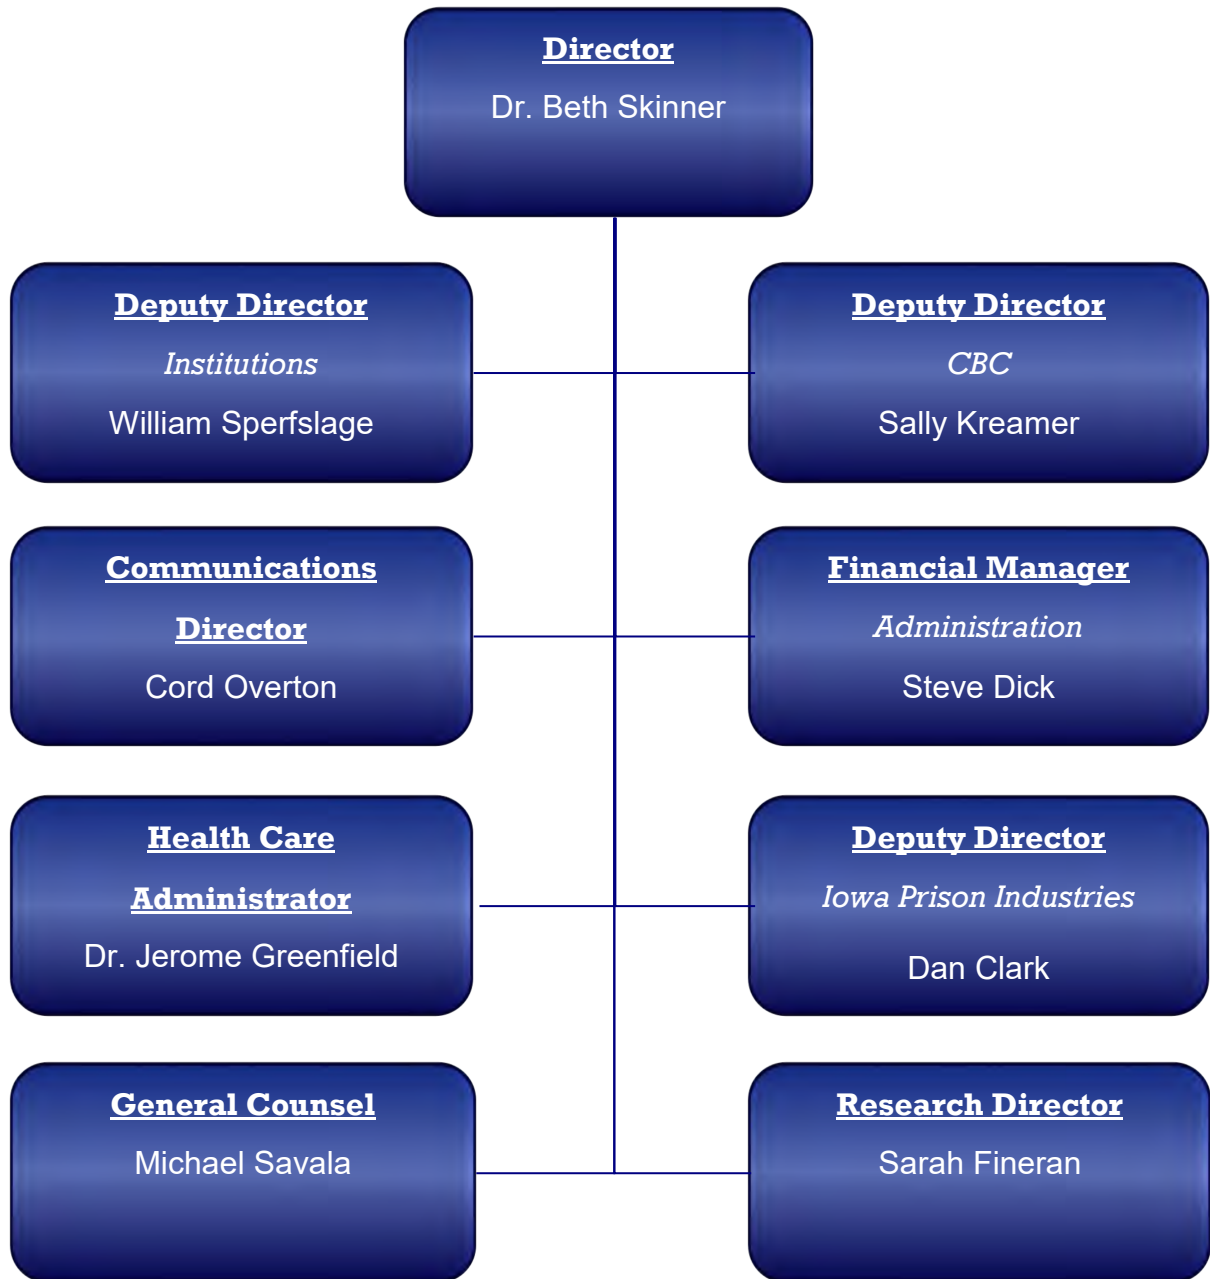 Director
Dr. Beth Skinner
Deputy Director
Institutions
William Sperfslage
Deputy Director
CBC
Sally Kreamer
Communications
Director
Cord Overton
Financial Manager
Administration
Steve Dick
Health Care
Administrator
Dr. Jerome Greenfield
Deputy Director
Iowa Prison Industries
Dan Clark
General Counsel
Michael Savala
Research Director
Sarah Fineran